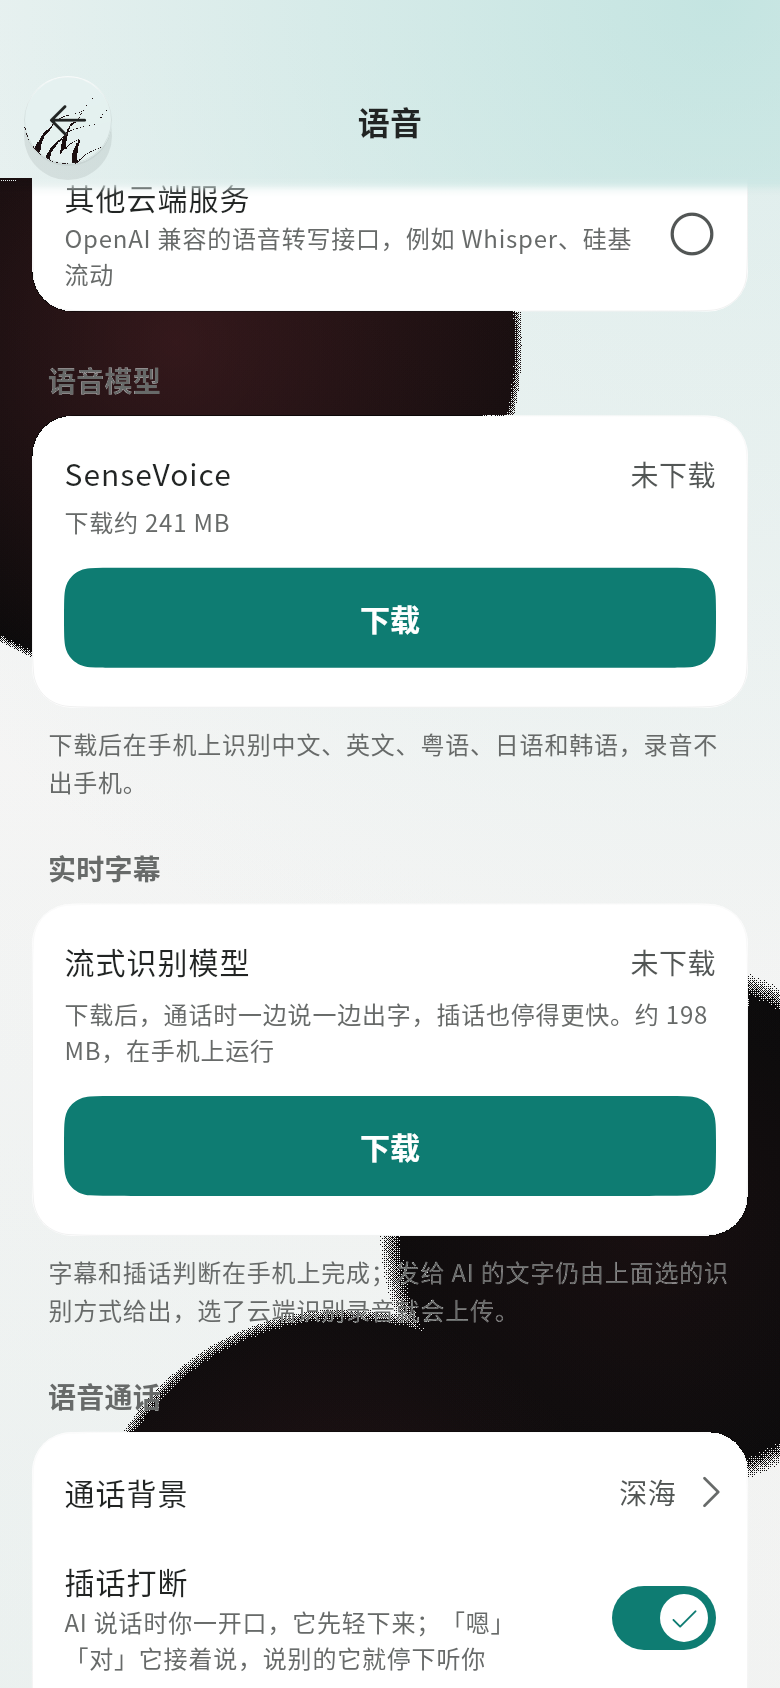 语音
其他云端服务
OpenAI 兼容的语音转写接口，例如 Whisper、硅基
流动
语音模型
SenseVoice
未下载
下载约 241 MB
下载
下载后在手机上识别中文、英文、粤语、日语和韩语，录音不
出手机。
实时字幕
流式识别模型
未下载
下载后，通话时一边说一边出字，插话也停得更快。约 198
MB，在手机上运行
下载
字幕和插话判断在手机上完成；发给 AI 的文字仍由上面选的识
别方式给出，选了云端识别录音就会上传。
语音通话
通话背景
深海
插话打断
AI 说话时你一开口，它先轻下来；「嗯」
「对」它接着说，说别的它就停下听你